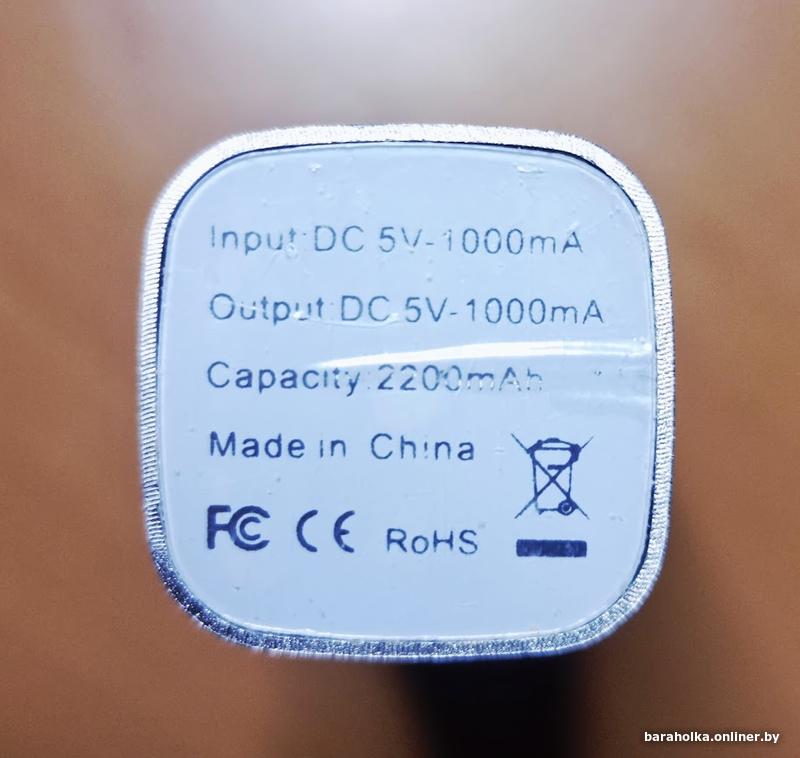 Input:DC 5V-1000mA
Output:DC 5V-1000mA
Capacity:2200mAh
Made in China
FC CE RoHS
baraholka.onliner.by